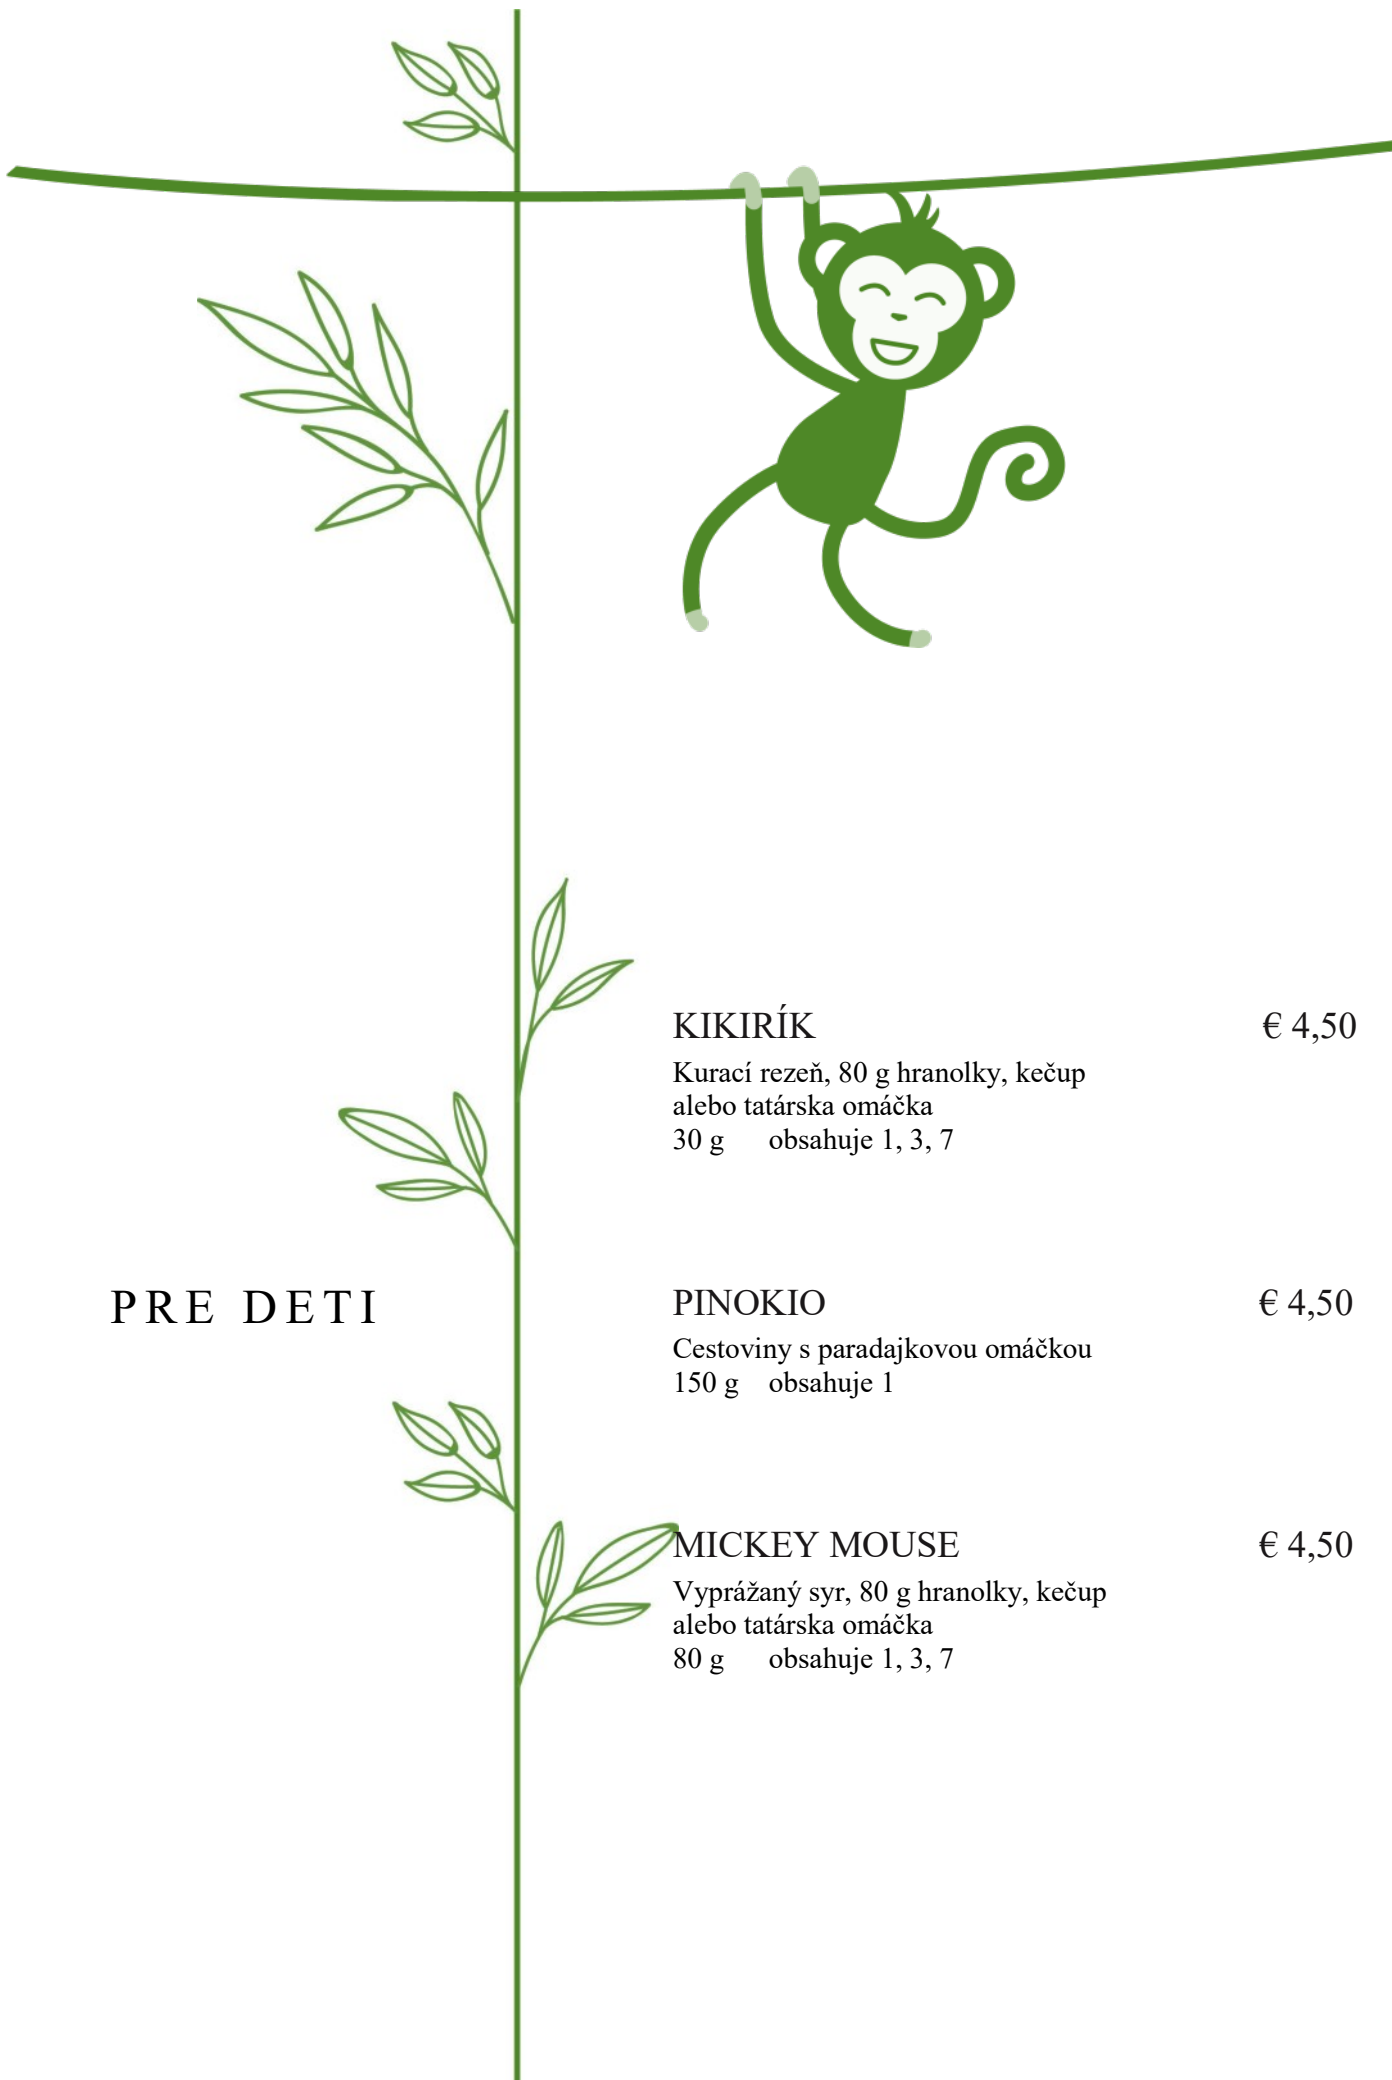 KIKIRÍK € 4,50
Kurací rezeň, 80 g hranolky, kečup
alebo tatárska omáčka
30 g obsahuje 1, 3, 7
PRE DETI
PINOKIO € 4,50
Cestoviny s paradajkovou omáčkou
150 g obsahuje 1
MICKEY MOUSE € 4,50
Vyprážaný syr, 80 g hranolky, kečup
alebo tatárska omáčka
80 g obsahuje 1, 3, 7